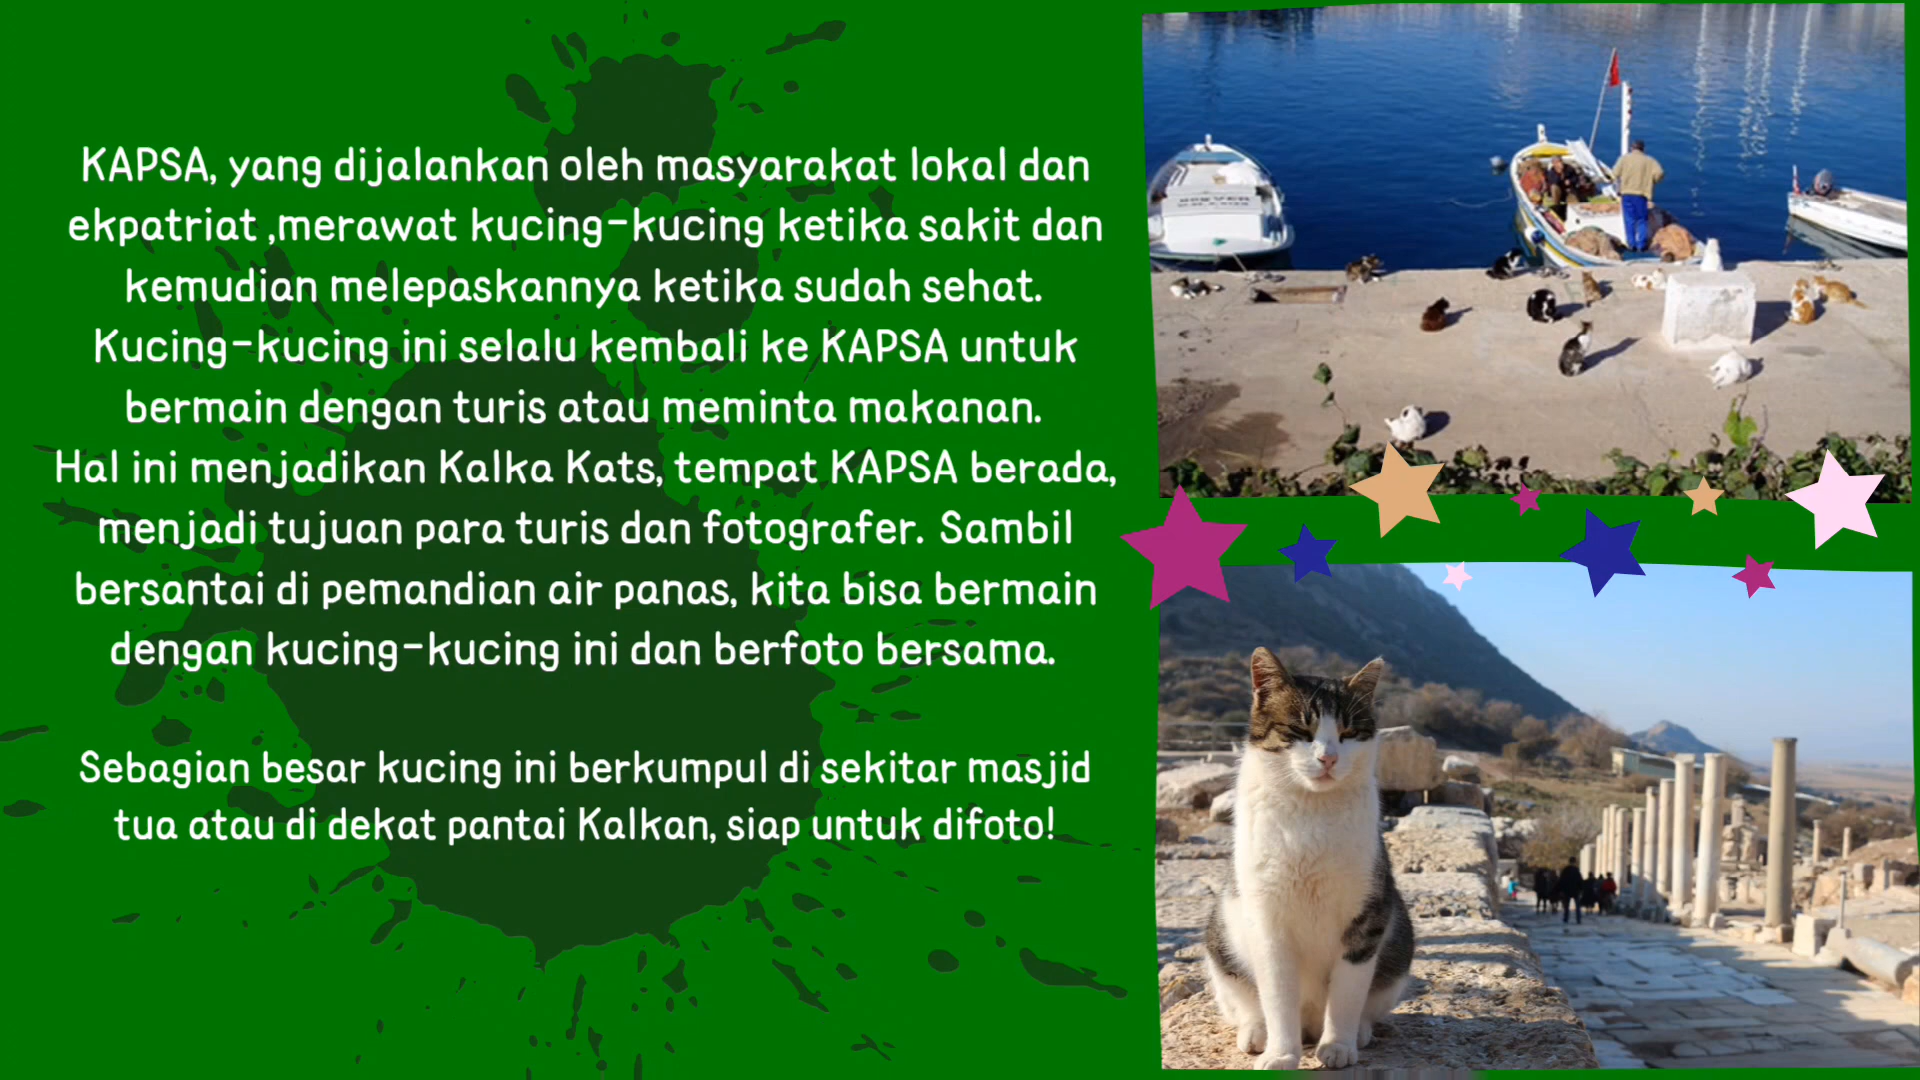 KAPSA, yang dijalankan oleh masyarakat lokal dan
ekpatriat ,merawat kucing-kucing ketika sakit dan
kemudian melepaskannya ketika sudah sehat.
Kucing-kucing ini selalu kembali ke KAPSA untuk
bermain dengan turis atau meminta makanan.
Hal ini menjadikan Kalka Kats, tempat KAPSA berada,
menjadi tujuan para turis dan fotografer. Sambil
bersantai di pemandian air panas, kita bisa bermain
dengan kucing-kucing ini dan berfoto bersama.
Sebagian besar kucing ini berkumpul di sekitar masjid
tua atau di dekat pantai Kalkan, siap untuk difoto!